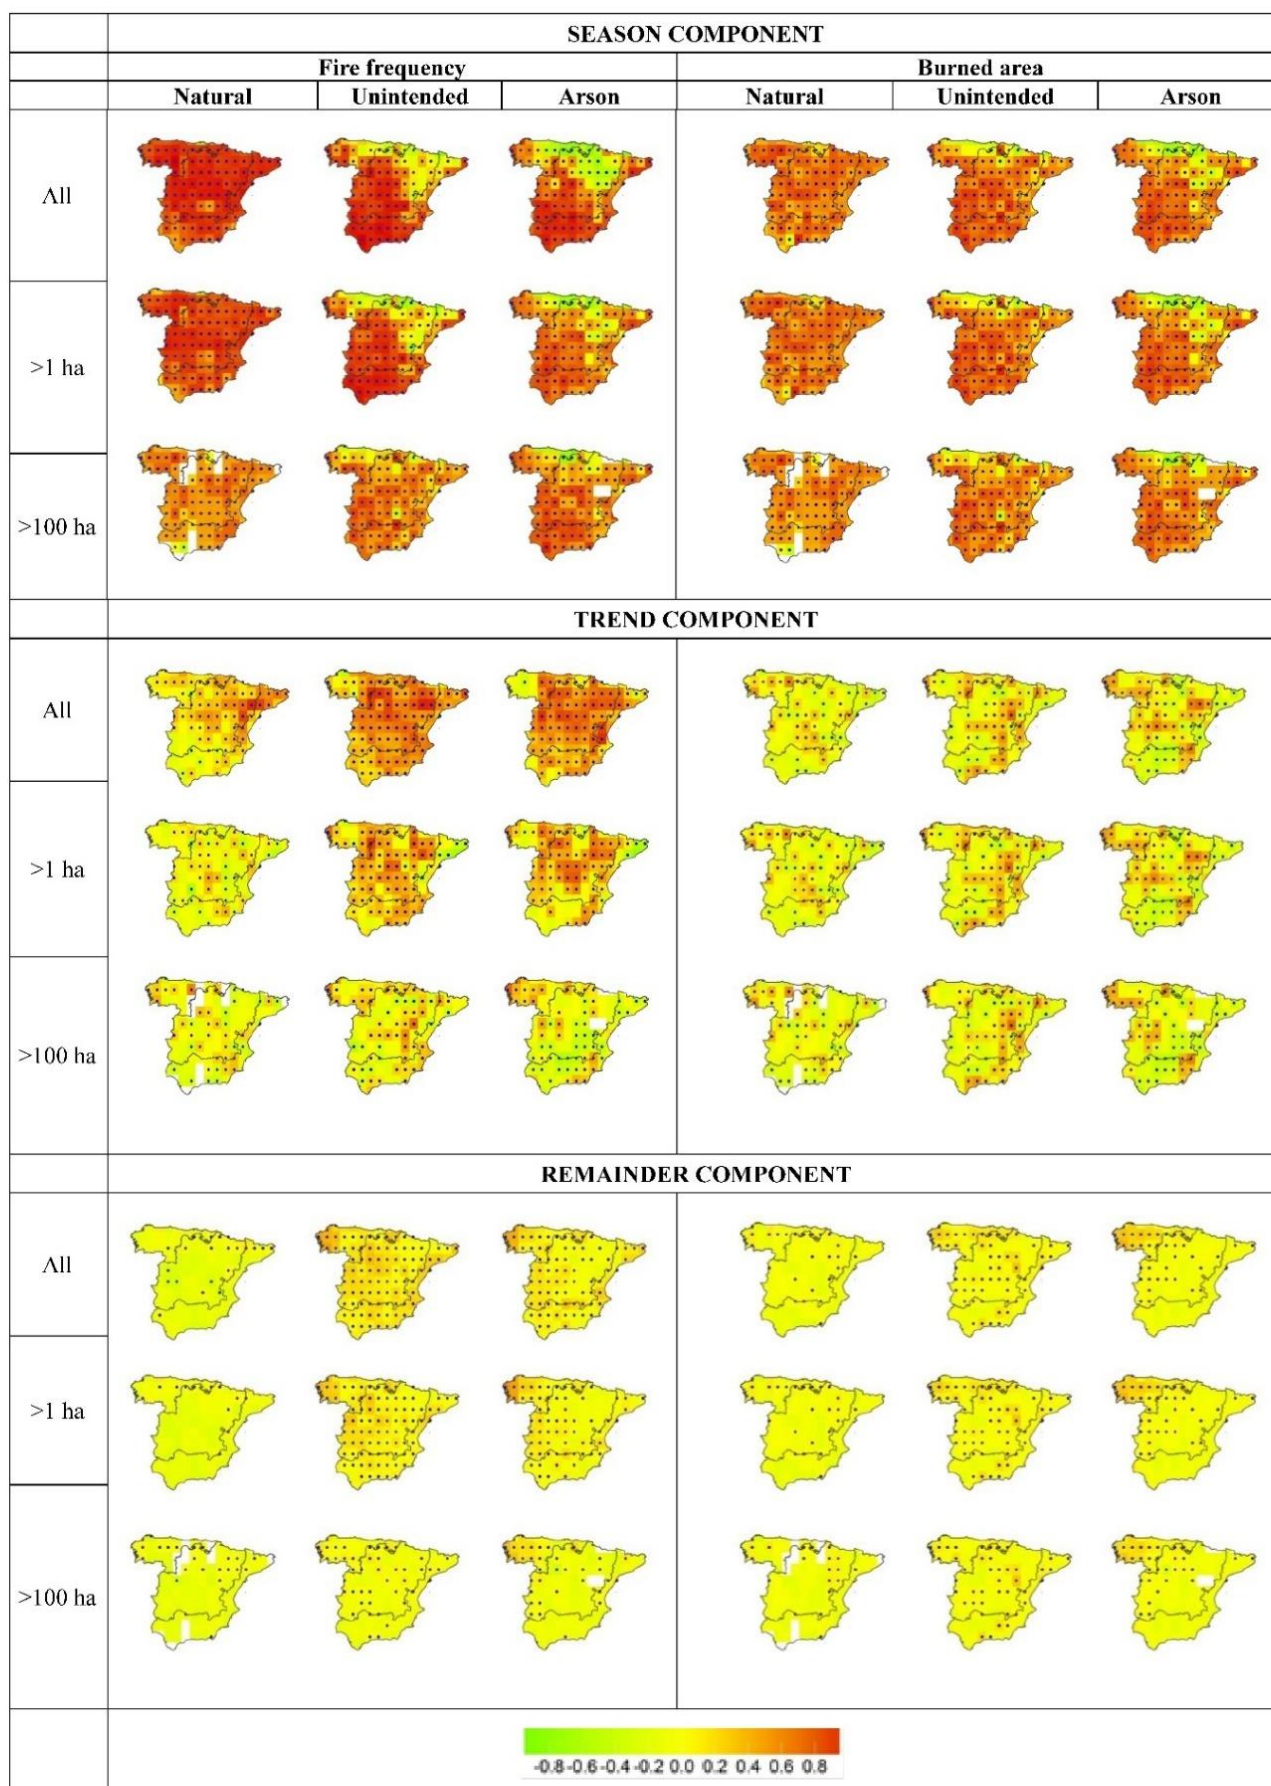 SEASON COMPONENT
Fire frequency Burned area
Natural Unintended Arson Natural Unintended Arson
All
>1 ha
>100 ha
TREND COMPONENT
All
>1 ha
>100 ha
REMAINDER COMPONENT
All
>1 ha
>100 ha
-0.8 -0.6 -0.4 -0.2 0.0 0.2 0.4 0.6 0.8